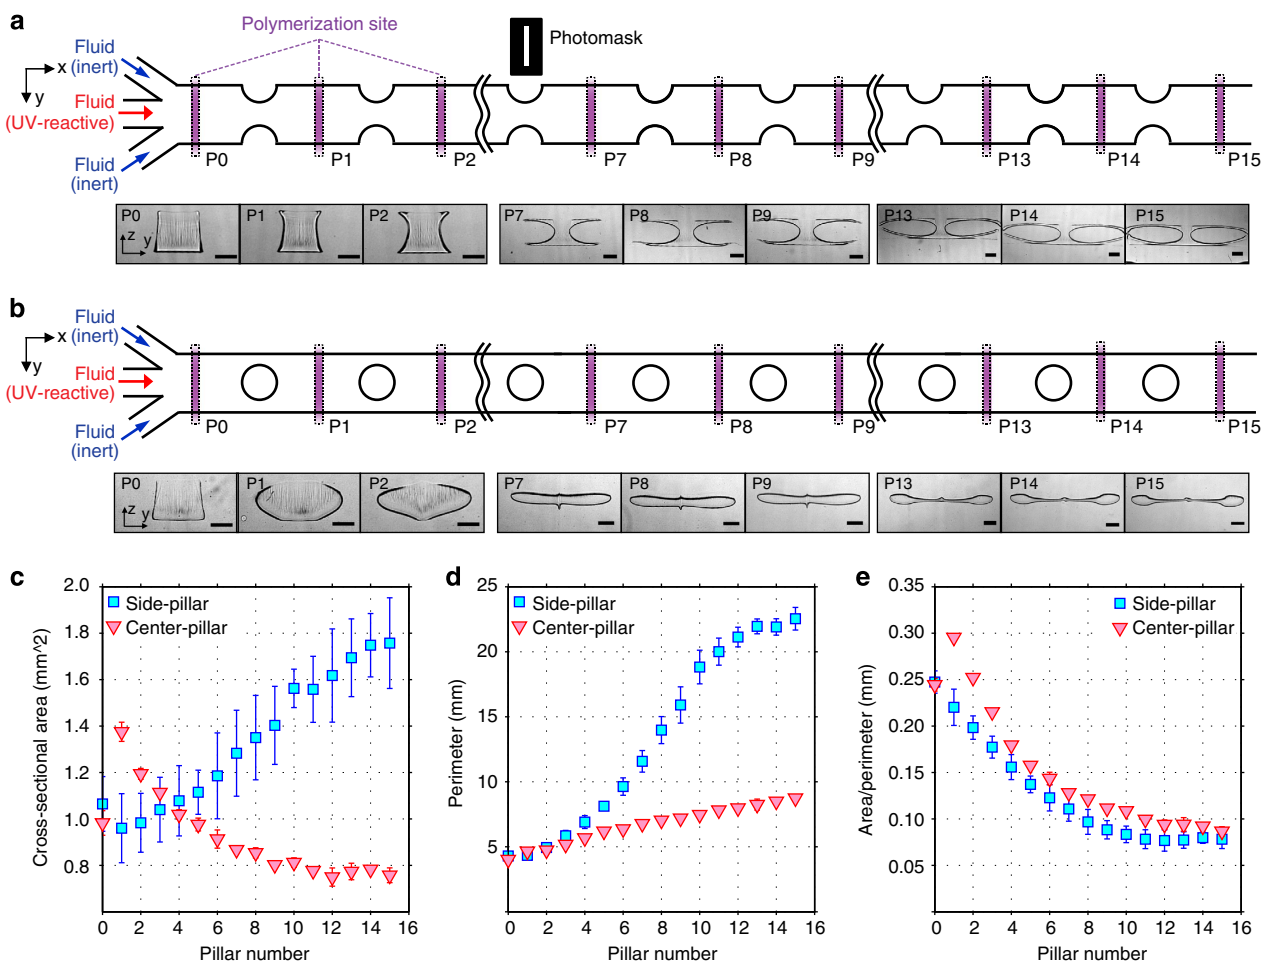 a
Polymerization site
Photomask
Fluid
(inert)
x
y
Fluid
(UV-reactive)
Fluid
(inert)
P0
P1
P2
P7
P8
P9
P13
P14
P15
P0
z
y
P1
P2
P7
P8
P9
P13
P14
P15
b
Fluid
(inert)
x
y
Fluid
(UV-reactive)
Fluid
(inert)
P0
P1
P2
P7
P8
P9
P13
P14
P15
P0
z
y
P1
P2
P7
P8
P9
P13
P14
P15
c
2.0
1.8
1.6
1.4
1.2
1.0
0.8
Cross-sectional area (mm^2)
Side-pillar
Center-pillar
0 2 4 6 8 10 12 14 16
Pillar number
d
25
20
15
10
5
Perimeter (mm)
Side-pillar
Center-pillar
0 2 4 6 8 10 12 14 16
Pillar number
e
0.35
0.30
0.25
0.20
0.15
0.10
0.05
Area/perimeter (mm)
Side-pillar
Center-pillar
0 2 4 6 8 10 12 14 16
Pillar number